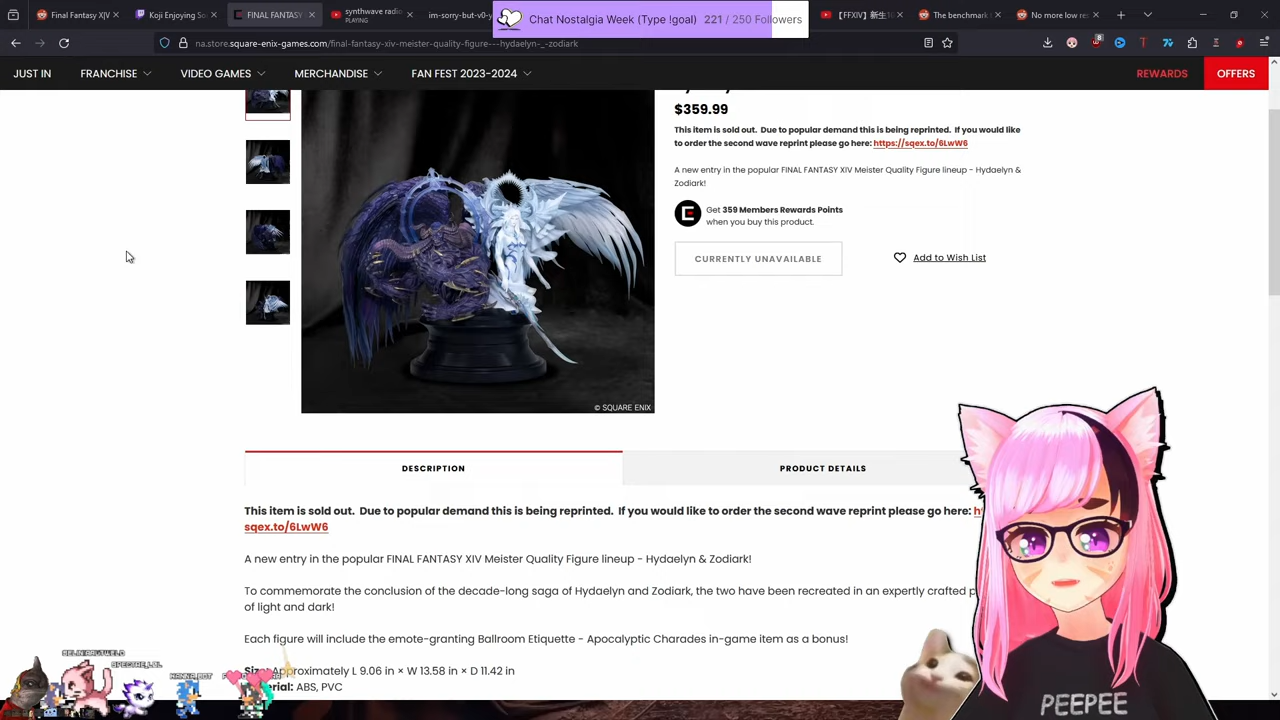 Final Fantasy XIV
Koji Enjoying So
FINAL FANTASY
synthwave radio
PLAYING
im-sorry-but-u0-y
Chat Nostalgia Week (Type !goal) 221 / 250 Followers
The benchmark
No more low res
na.store.square-enix-games.com/final-fantasy-xiv-meister-quality-figure---hydaelyn-_-zodiark
JUST IN
FRANCHISE
VIDEO GAMES
MERCHANDISE
FAN FEST 2023-2024
REWARDS
OFFERS
$359.99
This item is sold out. Due to popular demand this is being reprinted. If you would like
to order the second wave reprint please go here: https://sqex.to/6LwW6
A new entry in the popular FINAL FANTASY XIV Meister Quality Figure lineup - Hydaelyn &
Zodiark!
Get 359 Members Rewards Points
when you buy this product.
CURRENTLY UNAVAILABLE
Add to Wish List
© SQUARE ENIX
DESCRIPTION
PRODUCT DETAILS
This item is sold out. Due to popular demand this is being reprinted. If you would like to order the second wave reprint please go here:
sqex.to/6LwW6
A new entry in the popular FINAL FANTASY XIV Meister Quality Figure lineup - Hydaelyn & Zodiark!
To commemorate the conclusion of the decade-long saga of Hydaelyn and Zodiark, the two have been recreated in an expertly crafted
of light and dark!
Each figure will include the emote-granting Ballroom Etiquette - Apocalyptic Charades in-game item as a bonus!
Approximately L 9.06 in × W 13.58 in × D 11.42 in
ABS, PVC
PEEPEE